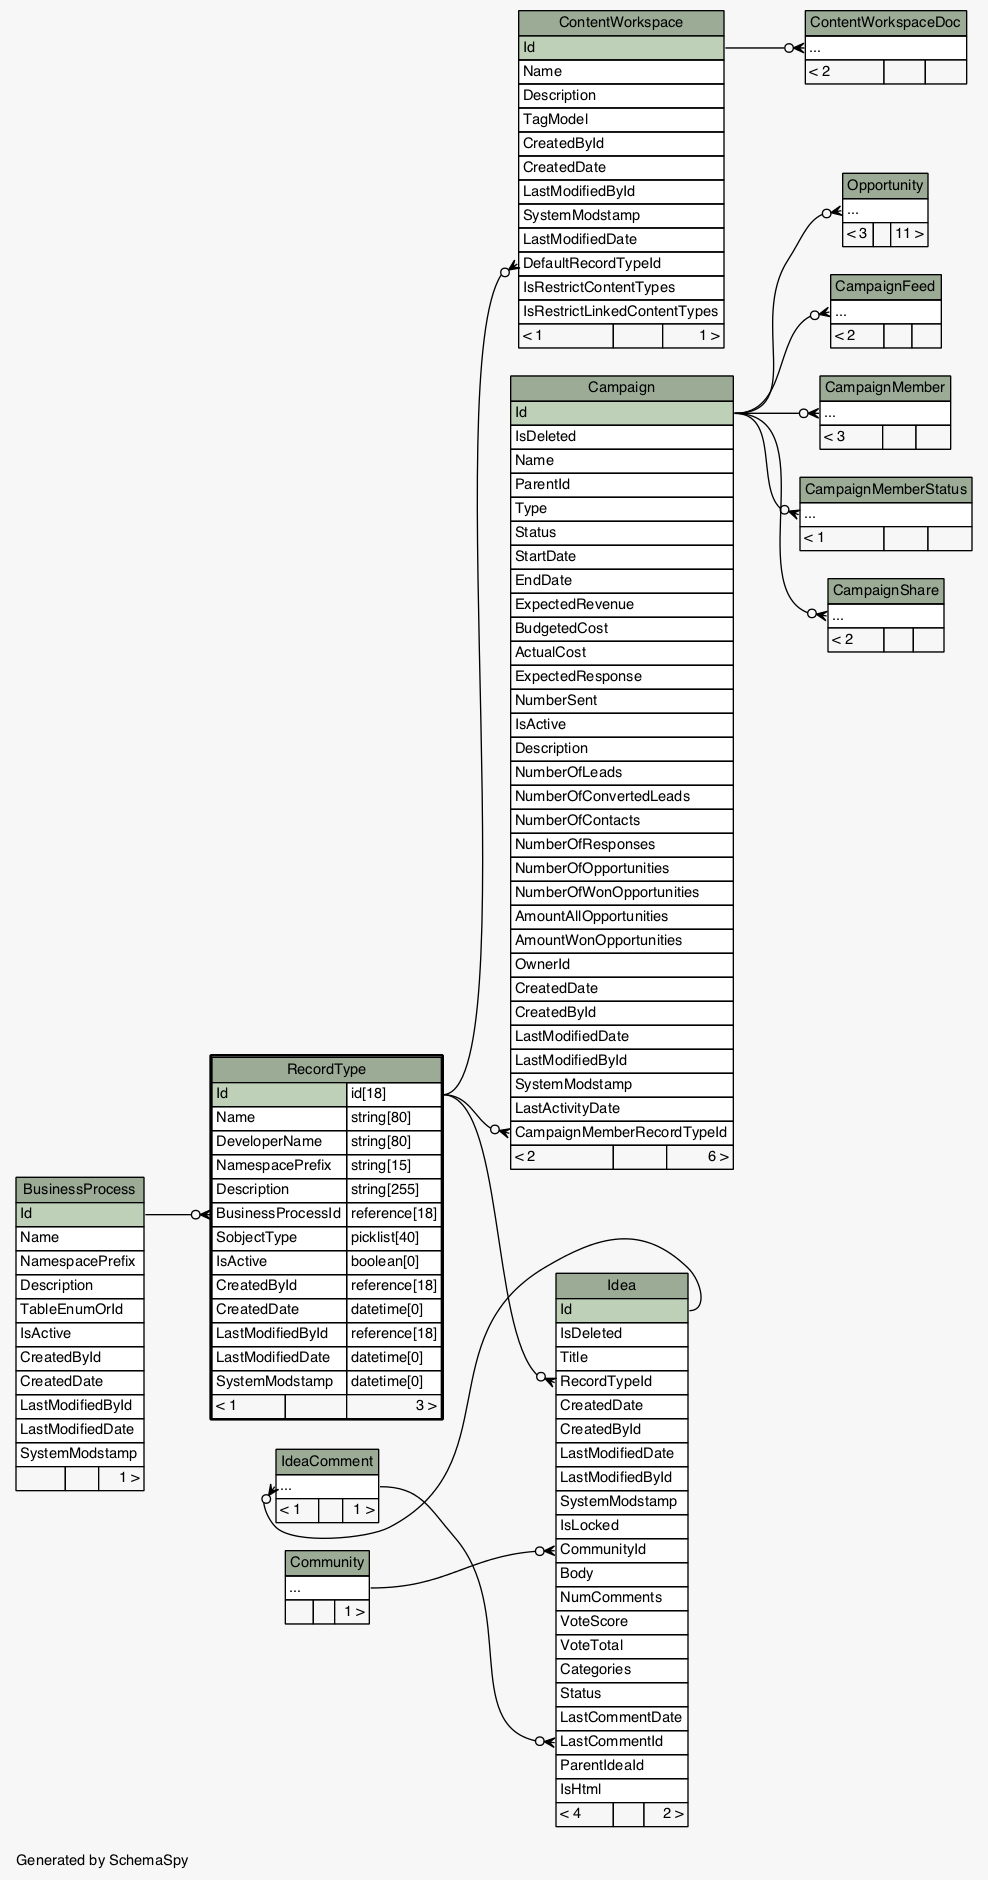 ContentWorkspace
Id
Name
Description
TagModel
CreatedById
CreatedDate
LastModifiedById
SystemModstamp
LastModifiedDate
DefaultRecordTypeId
IsRestrictContentTypes
IsRestrictLinkedContentTypes
< 1 1 >
ContentWorkspaceDoc
...
< 2
Opportunity
...
< 3 11 >
CampaignFeed
...
< 2
CampaignMember
...
< 3
CampaignMemberStatus
...
< 1
CampaignShare
...
< 2
Campaign
Id
IsDeleted
Name
ParentId
Type
Status
StartDate
EndDate
ExpectedRevenue
BudgetedCost
ActualCost
ExpectedResponse
NumberSent
IsActive
Description
NumberOfLeads
NumberOfConvertedLeads
NumberOfContacts
NumberOfResponses
NumberOfOpportunities
NumberOfWonOpportunities
AmountAllOpportunities
AmountWonOpportunities
OwnerId
CreatedDate
CreatedById
LastModifiedDate
LastModifiedById
SystemModstamp
LastActivityDate
CampaignMemberRecordTypeId
< 2 6 >
RecordType
Id id[18]
Name string[80]
DeveloperName string[80]
NamespacePrefix string[15]
Description string[255]
BusinessProcessId reference[18]
SobjectType picklist[40]
IsActive boolean[0]
CreatedById reference[18]
CreatedDate datetime[0]
LastModifiedById reference[18]
LastModifiedDate datetime[0]
SystemModstamp datetime[0]
< 1 3 >
BusinessProcess
Id
Name
NamespacePrefix
Description
TableEnumOrId
IsActive
CreatedById
CreatedDate
LastModifiedById
LastModifiedDate
SystemModstamp
1 >
Idea
Id
IsDeleted
Title
RecordTypeId
CreatedDate
CreatedById
LastModifiedDate
LastModifiedById
SystemModstamp
IsLocked
CommunityId
Body
NumComments
VoteScore
VoteTotal
Categories
Status
LastCommentDate
LastCommentId
ParentIdeaId
IsHtml
< 4 2 >
IdeaComment
...
< 1 1 >
Community
...
1 >
Generated by SchemaSpy